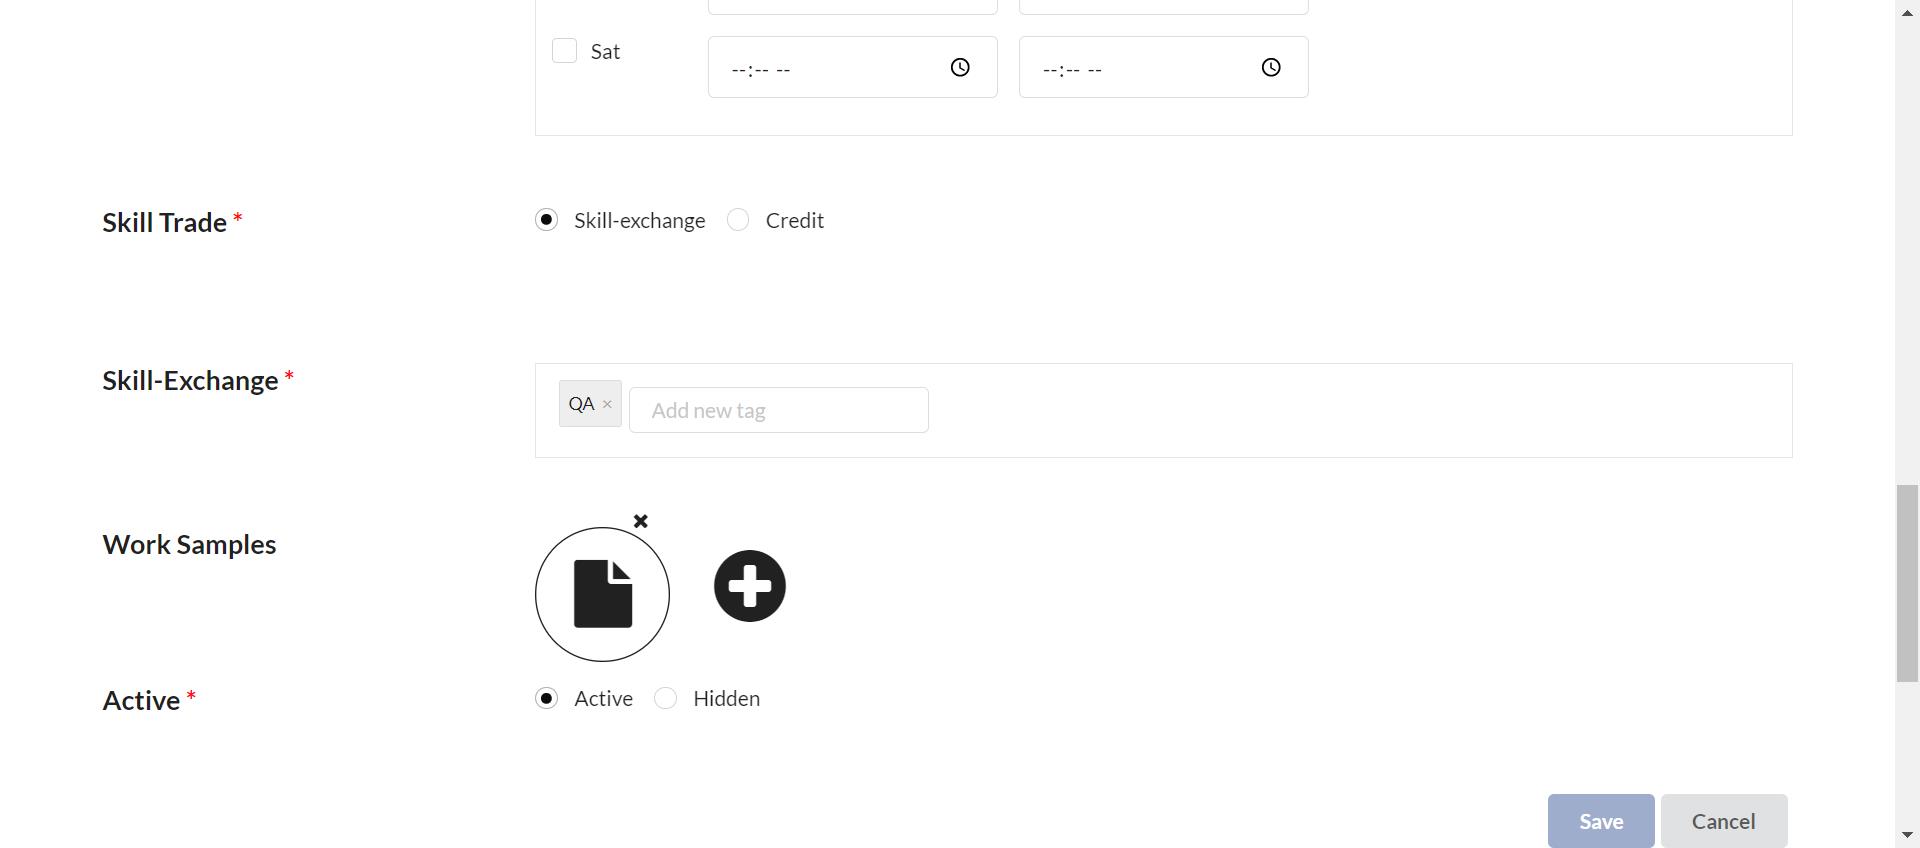 Sat --:-- -- --:-- --
Skill Trade * Skill-exchange Credit
Skill-Exchange * QA × Add new tag
Work Samples
Active * Active Hidden
Save Cancel